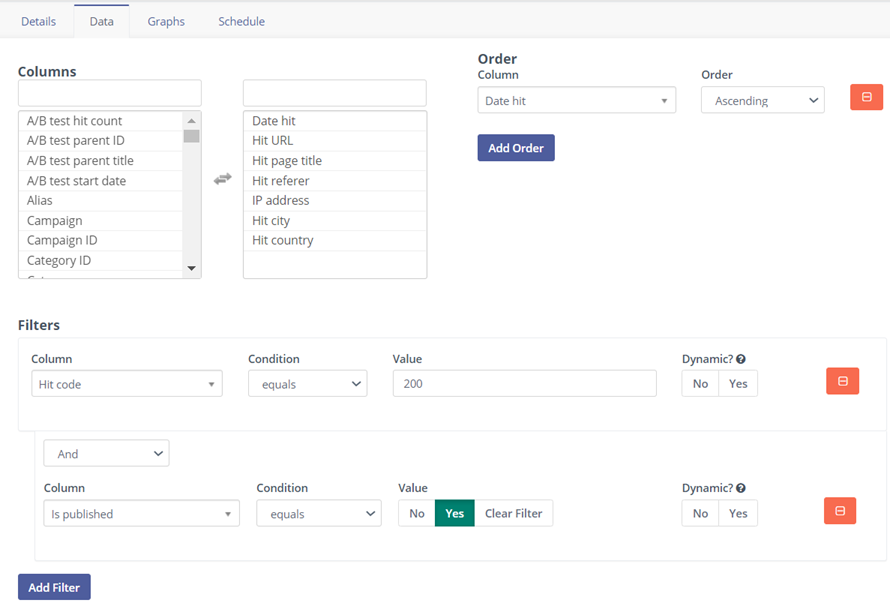 Details Data Graphs Schedule
Columns
A/B test hit count
A/B test parent ID
A/B test parent title
A/B test start date
Alias
Campaign
Campaign ID
Category ID
Date hit
Hit URL
Hit page title
Hit referer
IP address
Hit city
Hit country
Order
Column Order
Date hit Ascending
Add Order
Filters
Column Condition Value Dynamic?
Hit code equals 200 No Yes
And
Column Condition Value Dynamic?
Is published equals No Yes Clear Filter No Yes
Add Filter